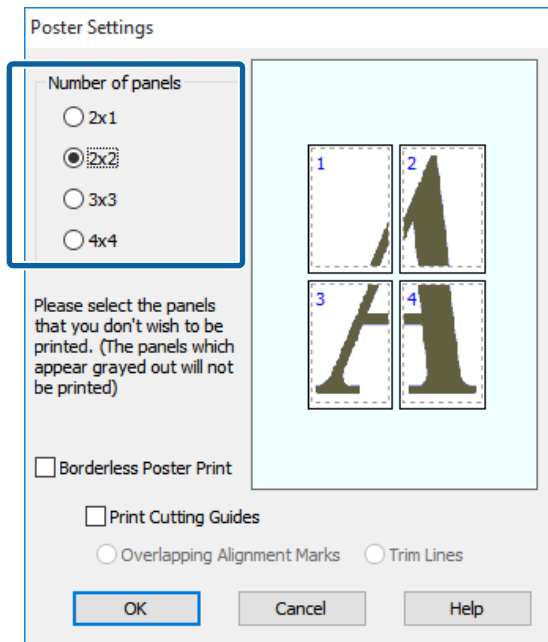 Poster Settings
Number of panels
2x1
2x2
3x3
4x4
1
2
3
4
Please select the panels
that you don't wish to be
printed. (The panels which
appear grayed out will not
be printed)
Borderless Poster Print
Print Cutting Guides
Overlapping Alignment Marks
Trim Lines
OK
Cancel
Help